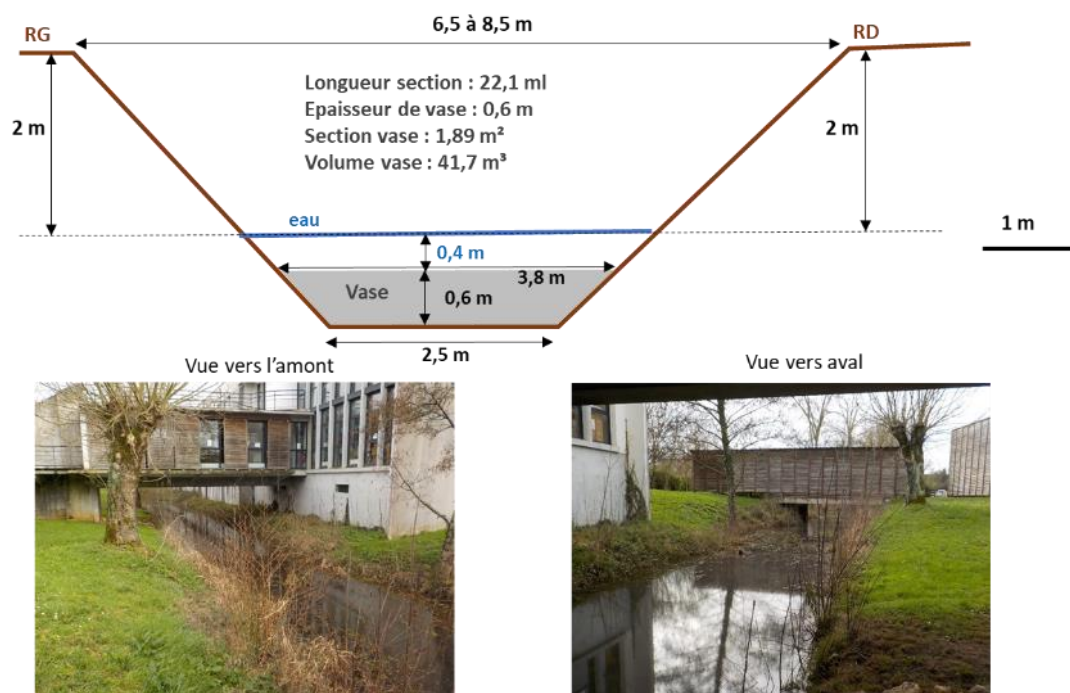 6,5 à 8,5 m
RG
RD
Longueur section : 22,1 ml
Epaisseur de vase : 0,6 m
Section vase : 1,89 m²
Volume vase : 41,7 m³
2 m
2 m
1 m
eau
0,4 m
3,8 m
Vase
0,6 m
2,5 m
Vue vers l'amont
Vue vers aval